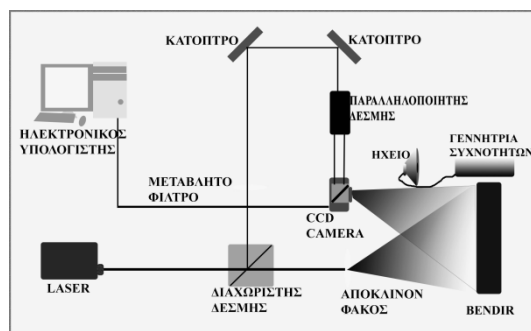 ΚΑΤΟΠΤΡΟ
ΚΑΤΟΠΤΡΟ
ΠΑΡΑΛΛΗΛΟΠΟΙΗΤΗΣ
ΔΕΣΜΗΣ
ΓΕΝΝΗΤΡΙΑ
ΣΥΧΝΟΤΗΤΩΝ
ΗΧΕΙΟ
ΗΛΕΚΤΡΟΝΙΚΟΣ
ΥΠΟΛΟΓΙΣΤΗΣ
ΜΕΤΑΒΛΗΤΟ
ΦΙΛΤΡΟ
CCD
CAMERA
LASER
ΔΙΑΧΩΡΙΣΤΗΣ
ΔΕΣΜΗΣ
ΑΠΟΚΛΙΝΟΝ
ΦΑΚΟΣ
BENDIR